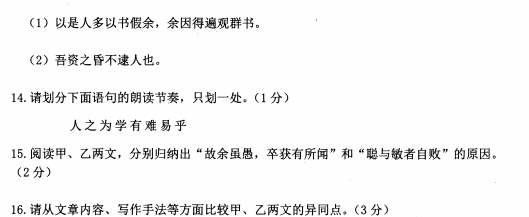 （1）以是人多以书假余，余因得遍观群书。
（2）吾资之昏不逮人也。
14.请划分下面语句的朗读节奏，只划一处。（1 分）
人之为学有难易乎
15.阅读甲、乙两文，分别归纳出“故余虽愚，卒获有所闻”和“聪与敏者自败”的原因。
（2 分）
16.请从文章内容、写作手法等方面比较甲、乙两文的异同点。（3 分）